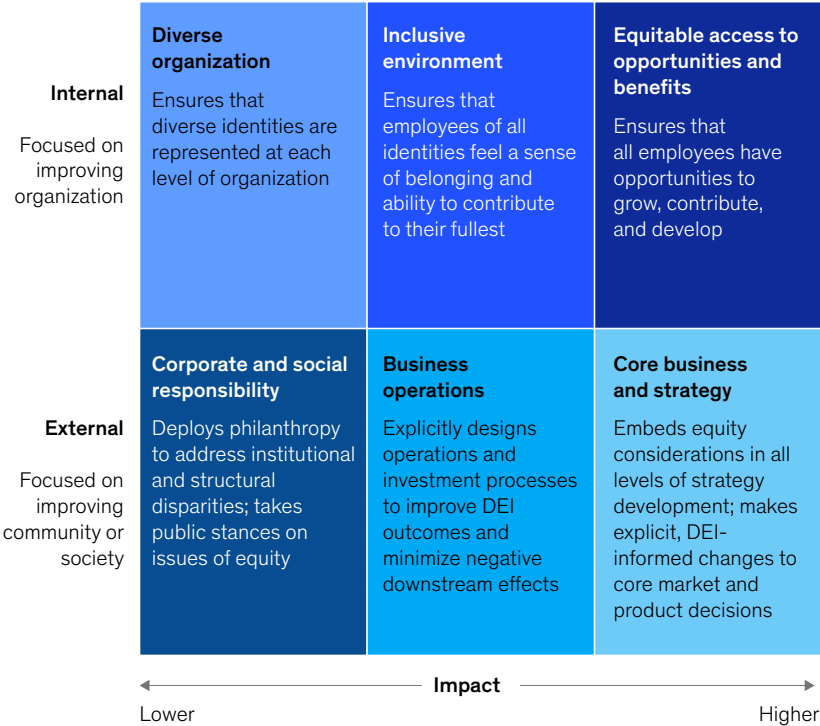 Internal
Focused on
improving
organization
Diverse
organization
Ensures that
diverse identities are
represented at each
level of organization
Inclusive
environment
Ensures that
employees of all
identities feel a sense
of belonging and
ability to contribute
to their fullest
Equitable access to
opportunities and
benefits
Ensures that
all employees have
opportunities to
grow, contribute,
and develop
External
Focused on
improving
community or
society
Corporate and social
responsibility
Deploys philanthropy
to address institutional
and structural
disparities; takes
public stances on
issues of equity
Business
operations
Explicitly designs
operations and
investment processes
to improve DEI
outcomes and
minimize negative
downstream effects
Core business
and strategy
Embeds equity
considerations in all
levels of strategy
development; makes
explicit, DEI-
informed changes to
core market and
product decisions
Impact
Lower
Higher